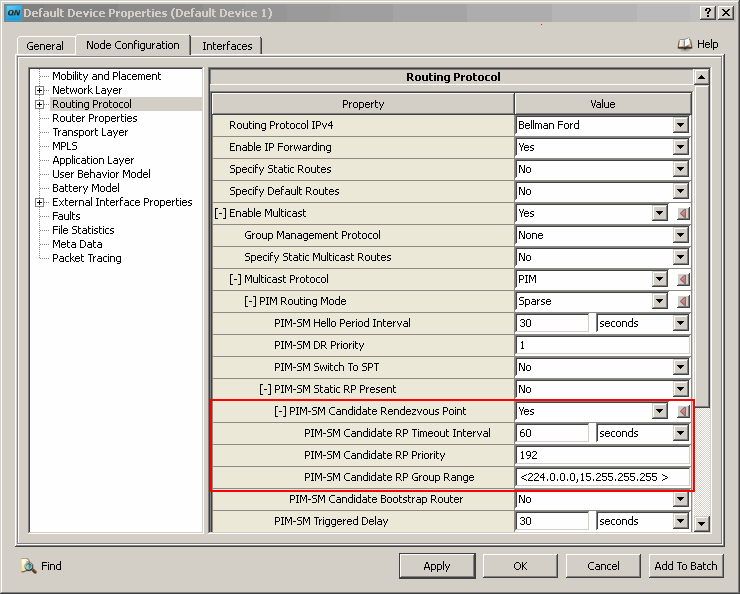 QN Default Device Properties (Default Device 1) ? X
General Node Configuration Interfaces Help
Mobility and Placement
Network Layer
Routing Protocol
Router Properties
Transport Layer
MPLS
Application Layer
User Behavior Model
Battery Model
External Interface Properties
Faults
File Statistics
Meta Data
Packet Tracing
Routing Protocol
Property Value
Routing Protocol IPv4 Bellman Ford
Enable IP Forwarding Yes
Specify Static Routes No
Specify Default Routes No
[-] Enable Multicast Yes
Group Management Protocol None
Specify Static Multicast Routes No
[-] Multicast Protocol PIM
[-] PIM Routing Mode Sparse
PIM-SM Hello Period Interval 30 seconds
PIM-SM DR Priority 1
PIM-SM Switch To SPT No
[-] PIM-SM Static RP Present No
[-] PIM-SM Candidate Rendezvous Point Yes
PIM-SM Candidate RP Timeout Interval 60 seconds
PIM-SM Candidate RP Priority 192
PIM-SM Candidate RP Group Range <224.0.0.0,15.255.255.255 >
PIM-SM Candidate Bootstrap Router No
PIM-SM Triggered Delay 30 seconds
Find Apply OK Cancel Add To Batch